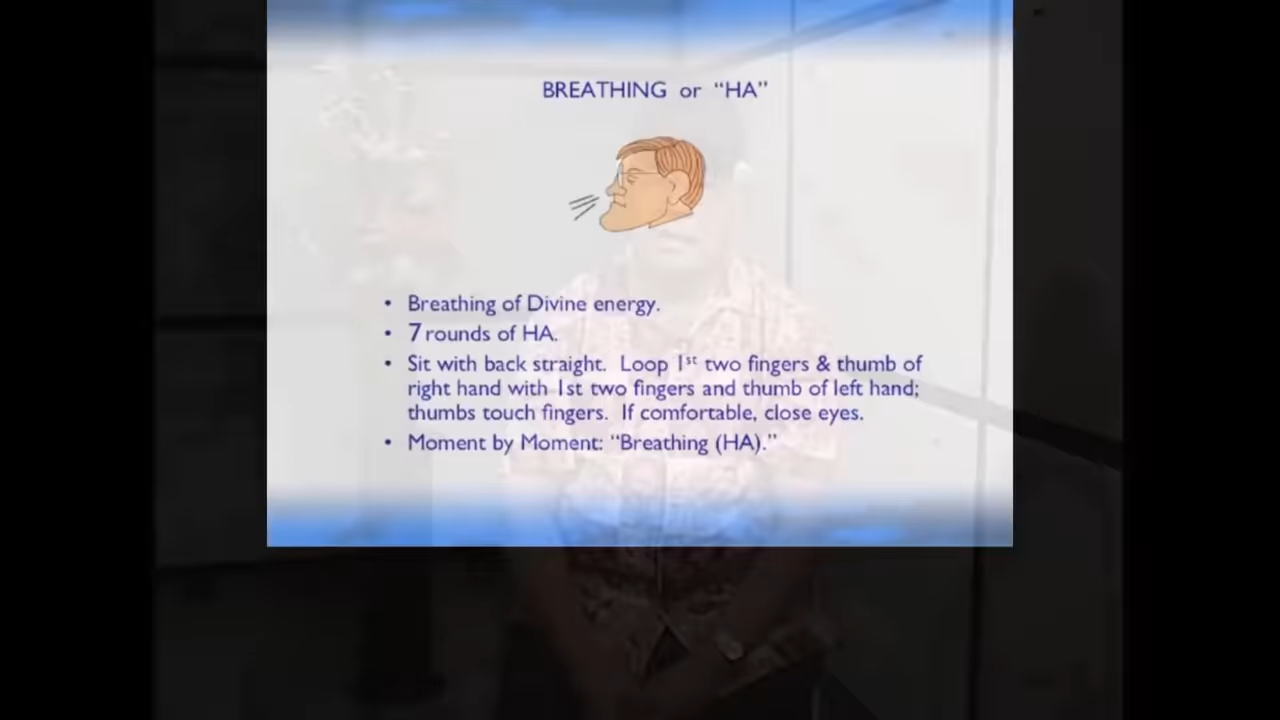 BREATHING or “HA”
• Breathing of Divine energy.
• 7 rounds of HA.
• Sit with back straight. Loop 1st two fingers & thumb of
right hand with 1st two fingers and thumb of left hand;
thumbs touch fingers. If comfortable, close eyes.
• Moment by Moment: “Breathing (HA).”